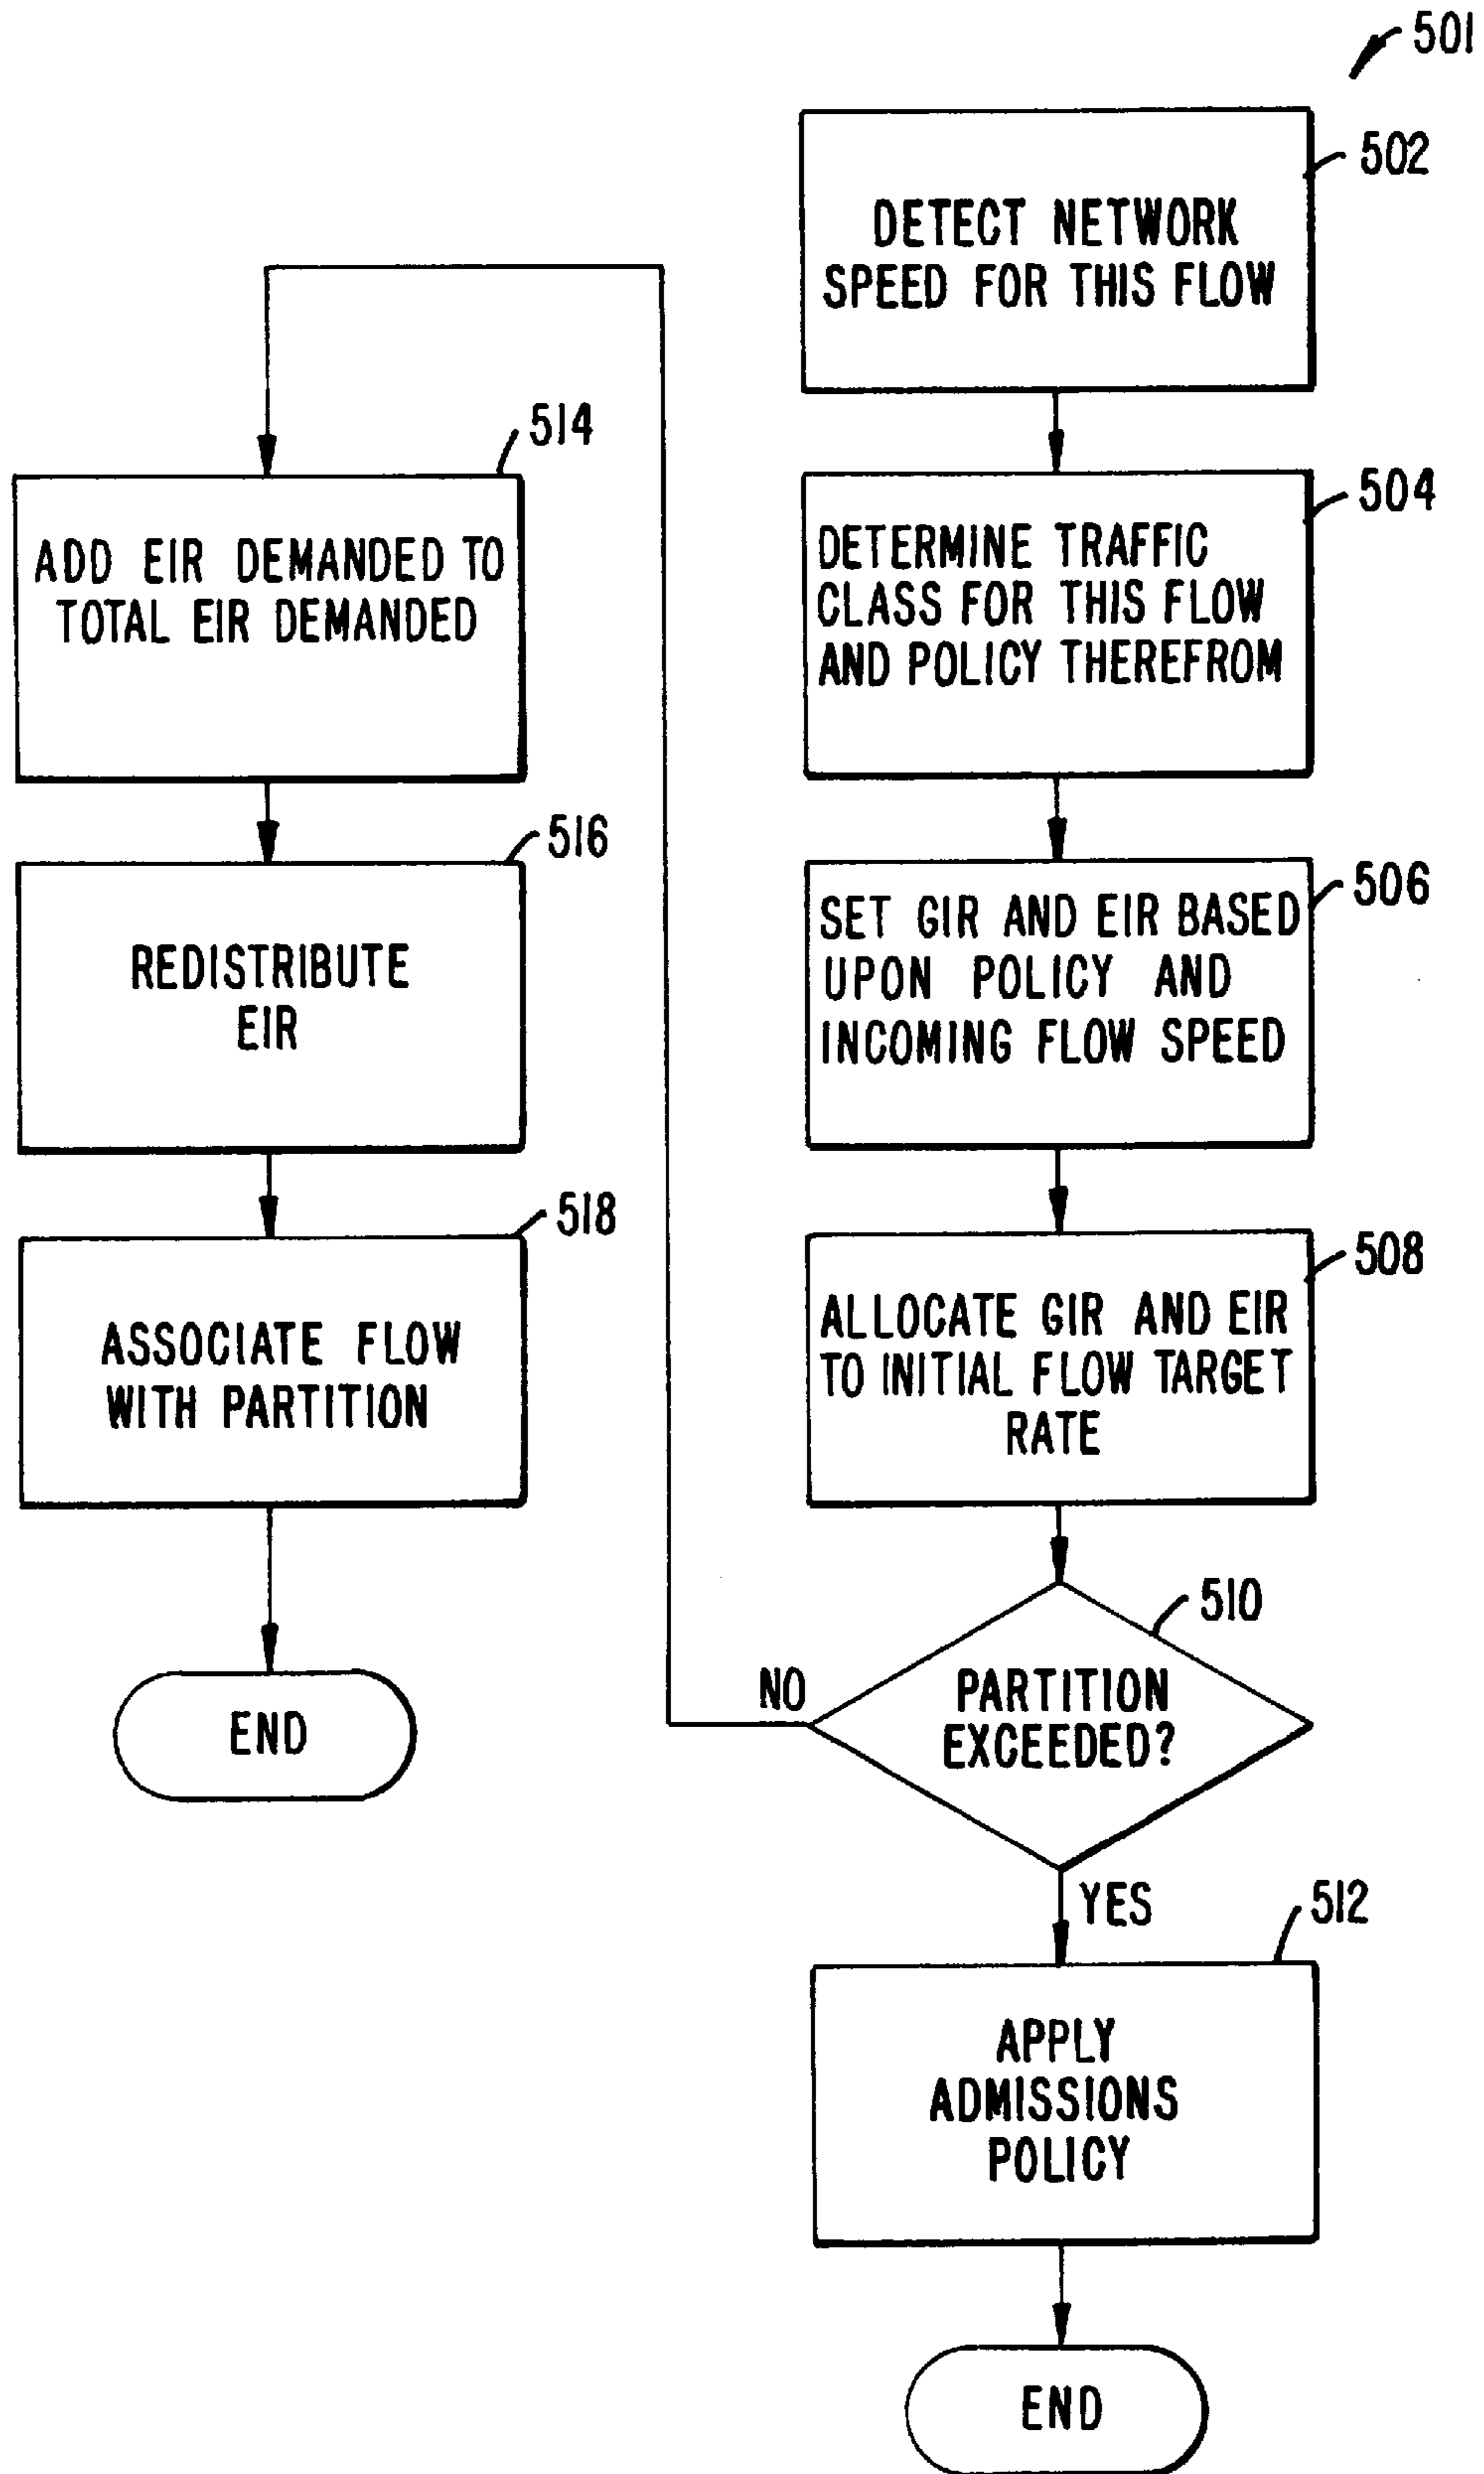 501
502
DETECT NETWORK
SPEED FOR THIS FLOW
504
DETERMINE TRAFFIC
CLASS FOR THIS FLOW
AND POLICY THEREFROM
506
SET GIR AND EIR BASED
UPON POLICY AND
INCOMING FLOW SPEED
508
ALLOCATE GIR AND EIR
TO INITIAL FLOW TARGET
RATE
510
PARTITION
EXCEEDED?
NO
YES
512
APPLY
ADMISSIONS
POLICY
END
514
ADD EIR DEMANDED TO
TOTAL EIR DEMANDED
516
REDISTRIBUTE
EIR
518
ASSOCIATE FLOW
WITH PARTITION
END